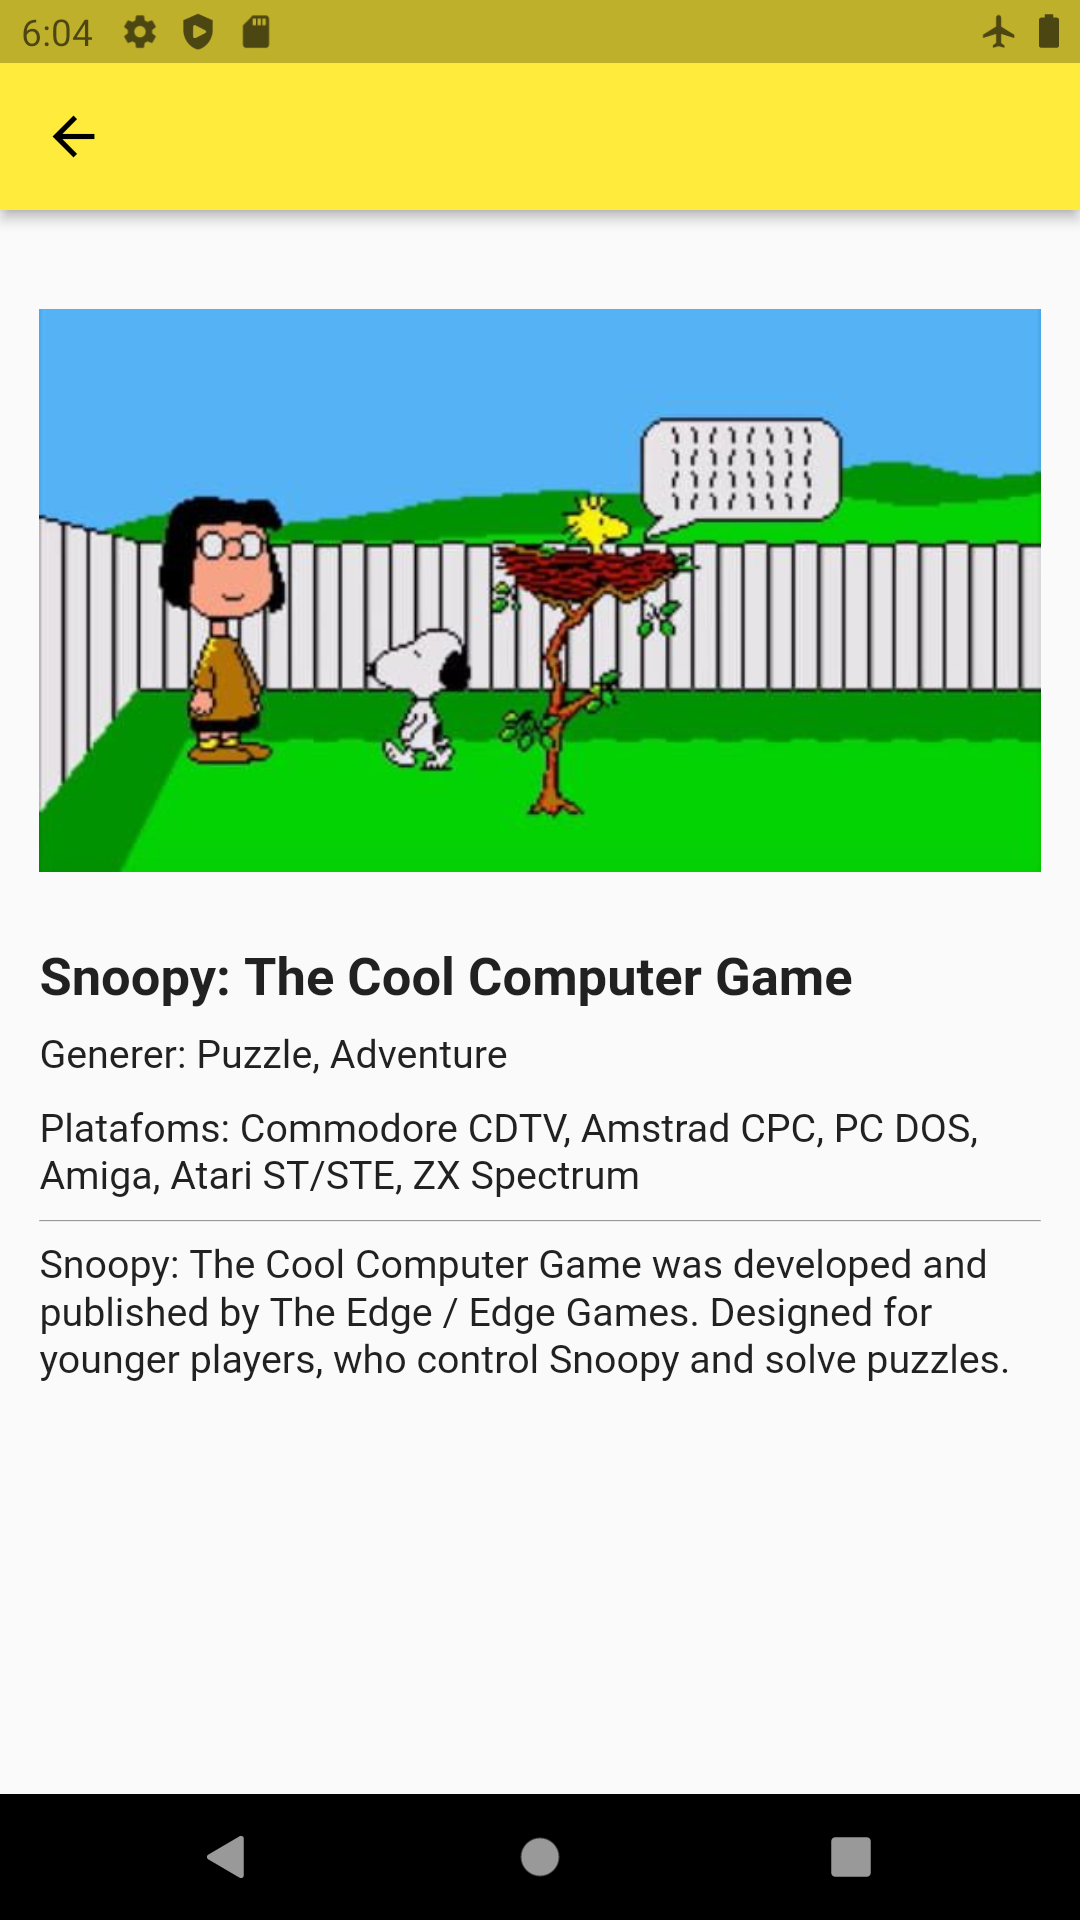 6:04
Snoopy: The Cool Computer Game
Generer: Puzzle, Adventure
Platafoms: Commodore CDTV, Amstrad CPC, PC DOS,
Amiga, Atari ST/STE, ZX Spectrum
Snoopy: The Cool Computer Game was developed and
published by The Edge / Edge Games. Designed for
younger players, who control Snoopy and solve puzzles.